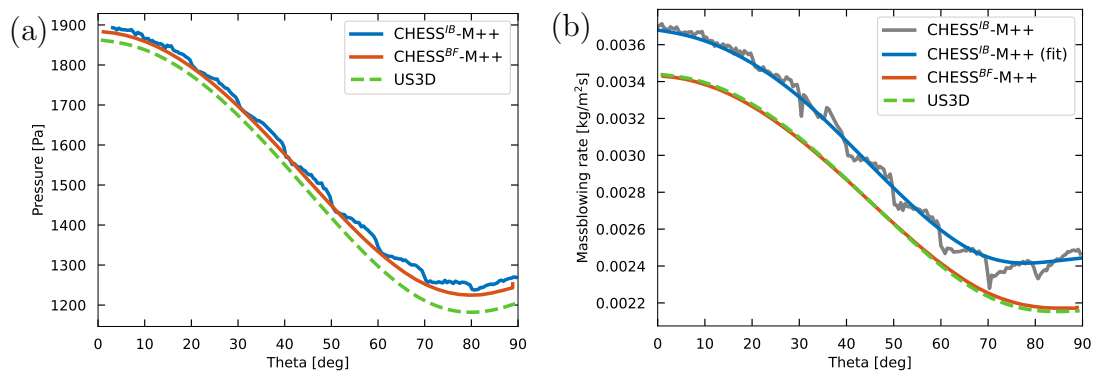 (a)
Pressure [Pa]
1900
1800
1700
1600
1500
1400
1300
1200
0 10 20 30 40 50 60 70 80 90
Theta [deg]
CHESS^{IB}-M++
CHESS^{BF}-M++
US3D
(b)
Massblowing rate [kg/m²s]
0.0036
0.0034
0.0032
0.0030
0.0028
0.0026
0.0024
0.0022
0 10 20 30 40 50 60 70 80 90
Theta [deg]
CHESS^{IB}-M++
CHESS^{IB}-M++ (fit)
CHESS^{BF}-M++
US3D